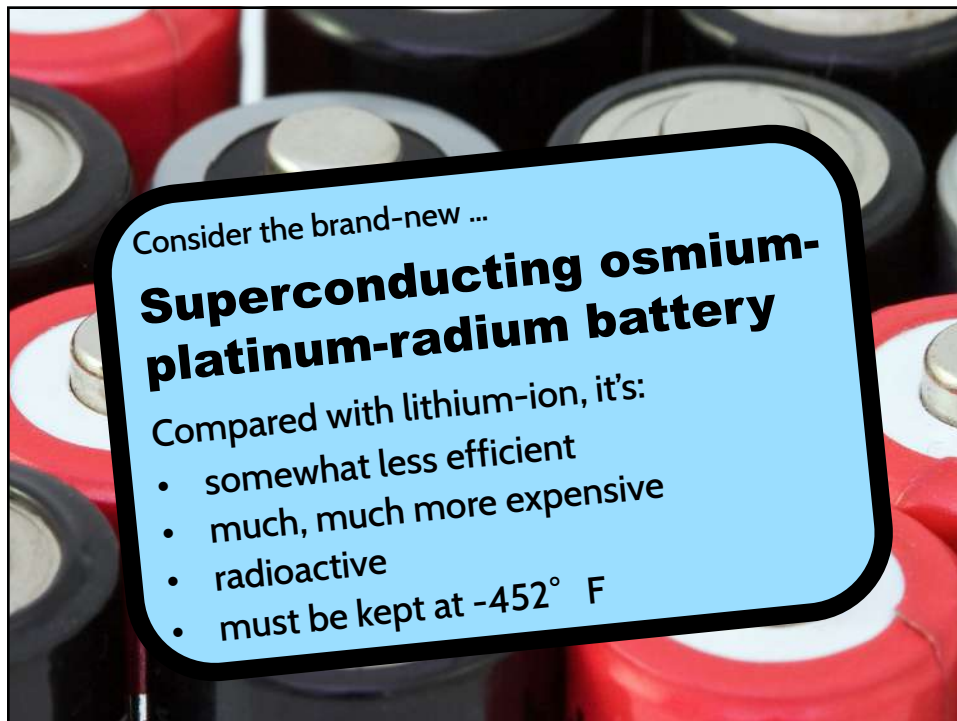 Consider the brand-new ...
Superconducting osmium-
platinum-radium battery
Compared with lithium-ion, it's:
• somewhat less efficient
• much, much more expensive
• radioactive
• must be kept at -452° F